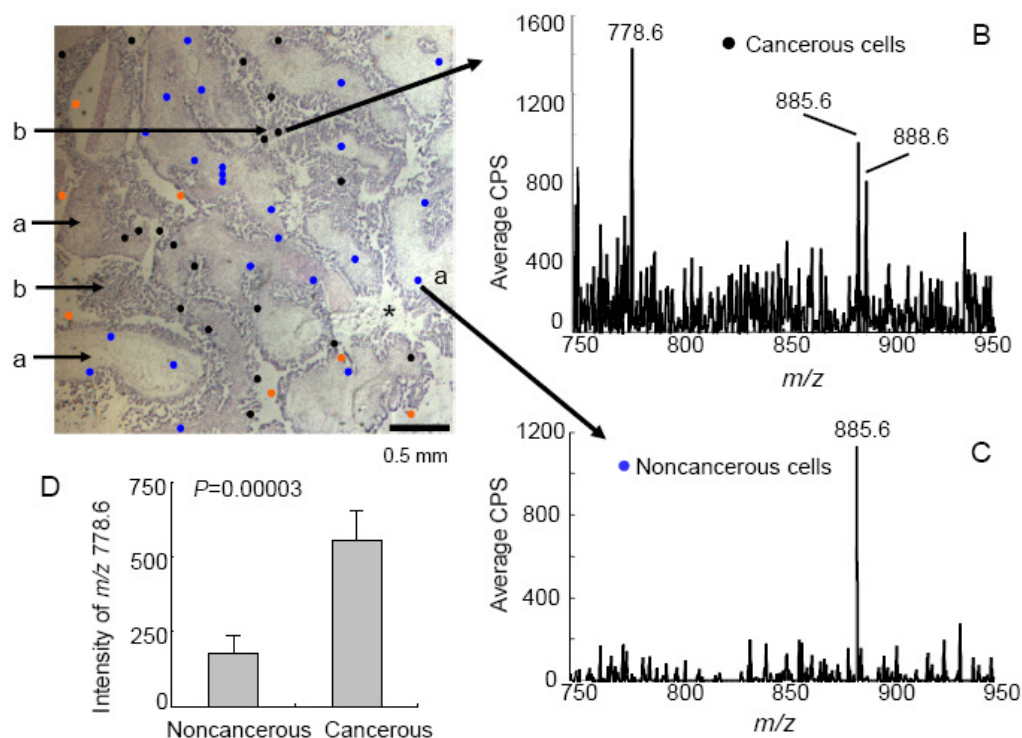 b
a
b
a
a
*
0.5 mm
B
1600
1200
800
400
0
Average CPS
778.6
● Cancerous cells
885.6
888.6
750 800 850 900 950
m/z
C
1200
800
400
0
Average CPS
885.6
● Noncancerous cells
750 800 850 900 950
m/z
D
750
500
250
0
Intensity of m/z 778.6
P=0.00003
Noncancerous Cancerous